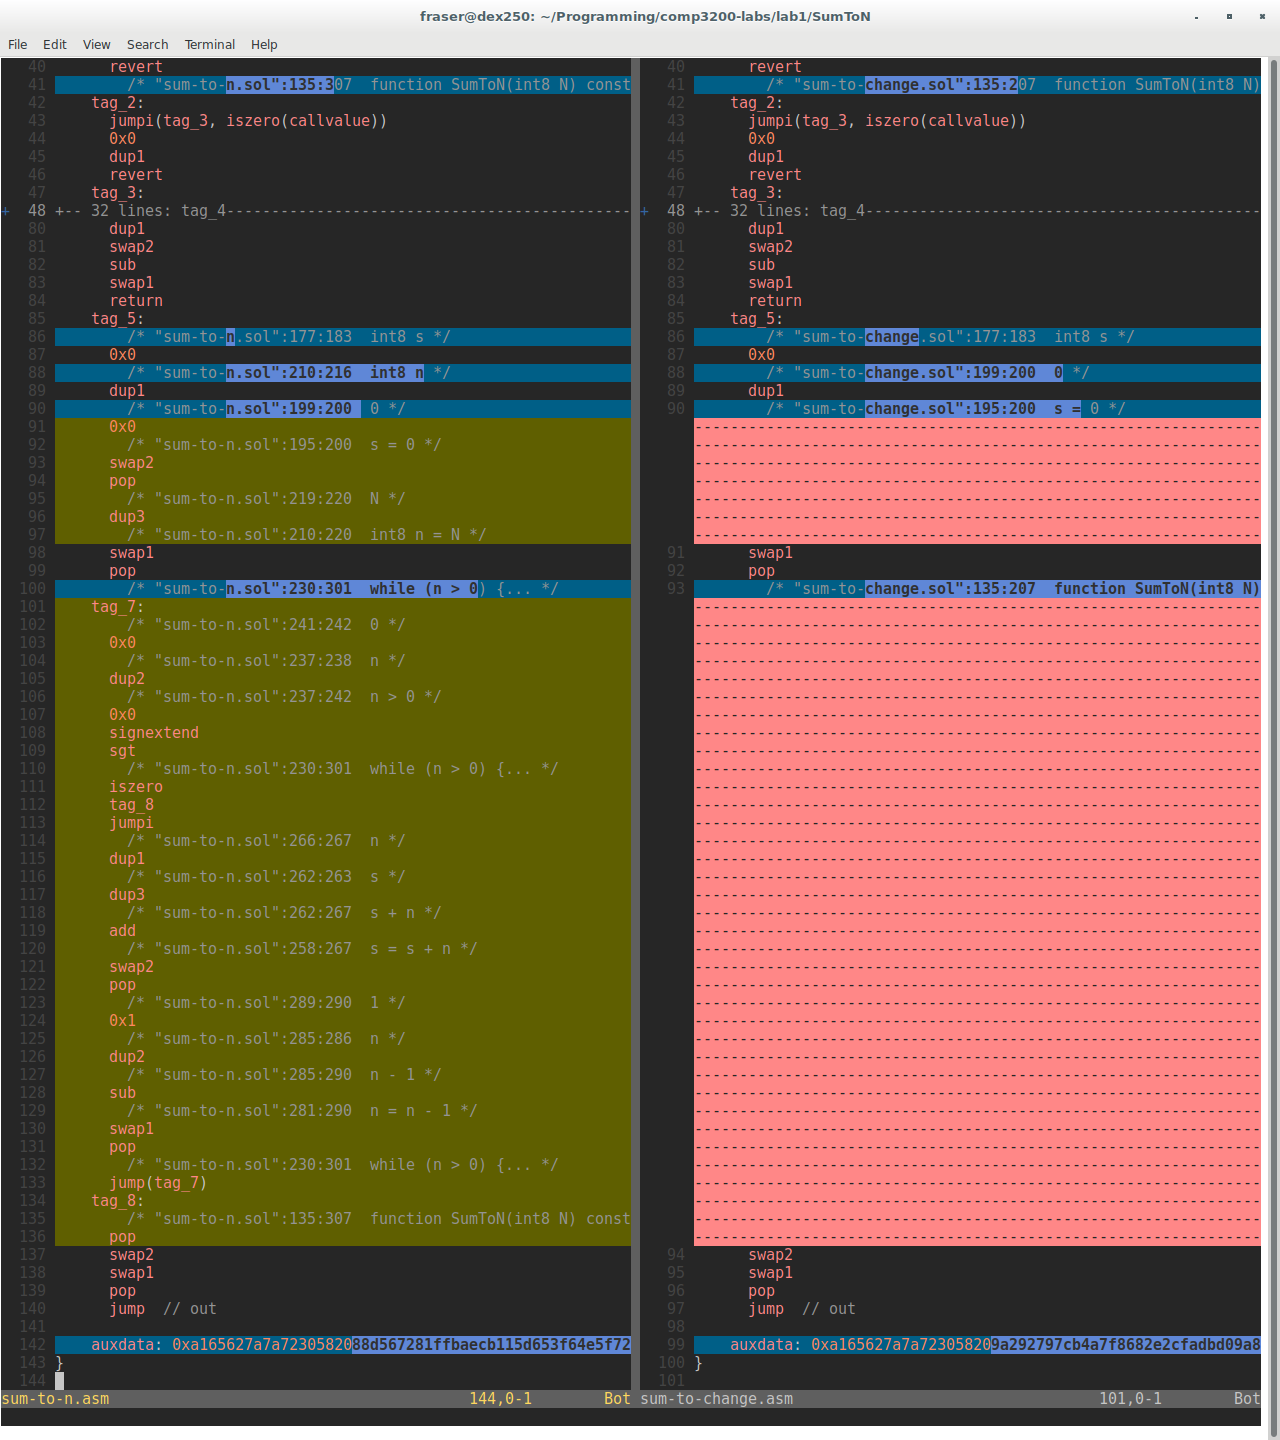 fraser@dex250: ~/Programming/comp3200-labs/lab1/SumToN
File Edit View Search Terminal Help
40 revert
41 /* "sum-to-n.sol":135:307 function SumToN(int8 N) const
42 tag_2:
43 jumpi(tag_3, iszero(callvalue))
44 0x0
45 dup1
46 revert
47 tag_3:
+ 48 +-- 32 lines: tag_4---------------------------------------------
80 dup1
81 swap2
82 sub
83 swap1
84 return
85 tag_5:
86 /* "sum-to-n.sol":177:183 int8 s */
87 0x0
88 /* "sum-to-n.sol":210:216 int8 n */
89 dup1
90 /* "sum-to-n.sol":199:200 0 */
91 0x0
92 /* "sum-to-n.sol":195:200 s = 0 */
93 swap2
94 pop
95 /* "sum-to-n.sol":219:220 N */
96 dup3
97 /* "sum-to-n.sol":210:220 int8 n = N */
98 swap1
99 pop
100 /* "sum-to-n.sol":230:301 while (n > 0) {... */
101 tag_7:
102 /* "sum-to-n.sol":241:242 0 */
103 0x0
104 /* "sum-to-n.sol":237:238 n */
105 dup2
106 /* "sum-to-n.sol":237:242 n > 0 */
107 0x0
108 signextend
109 sgt
110 /* "sum-to-n.sol":230:301 while (n > 0) {... */
111 iszero
112 tag_8
113 jumpi
114 /* "sum-to-n.sol":266:267 n */
115 dup1
116 /* "sum-to-n.sol":262:263 s */
117 dup3
118 /* "sum-to-n.sol":262:267 s + n */
119 add
120 /* "sum-to-n.sol":258:267 s = s + n */
121 swap2
122 pop
123 /* "sum-to-n.sol":289:290 1 */
124 0x1
125 /* "sum-to-n.sol":285:286 n */
126 dup2
127 /* "sum-to-n.sol":285:290 n - 1 */
128 sub
129 /* "sum-to-n.sol":281:290 n = n - 1 */
130 swap1
131 pop
132 /* "sum-to-n.sol":230:301 while (n > 0) {... */
133 jump(tag_7)
134 tag_8:
135 /* "sum-to-n.sol":135:307 function SumToN(int8 N) const
136 pop
137 swap2
138 swap1
139 pop
140 jump // out
141
142 auxdata: 0xa165627a7a7230582088d567281ffbaecb115d653f64e5f72
143 }
144
sum-to-n.asm 144,0-1 Bot
40 revert
41 /* "sum-to-change.sol":135:207 function SumToN(int8 N)
42 tag_2:
43 jumpi(tag_3, iszero(callvalue))
44 0x0
45 dup1
46 revert
47 tag_3:
+ 48 +-- 32 lines: tag_4--------------------------------------------
80 dup1
81 swap2
82 sub
83 swap1
84 return
85 tag_5:
86 /* "sum-to-change.sol":177:183 int8 s */
87 0x0
88 /* "sum-to-change.sol":199:200 0 */
89 dup1
90 /* "sum-to-change.sol":195:200 s = 0 */
91 swap1
92 pop
93 /* "sum-to-change.sol":135:207 function SumToN(int8 N)
94 swap2
95 swap1
96 pop
97 jump // out
98
99 auxdata: 0xa165627a7a723058209a292797cb4a7f8682e2cfadbd09a8
100 }
101
sum-to-change.asm 101,0-1 Bot